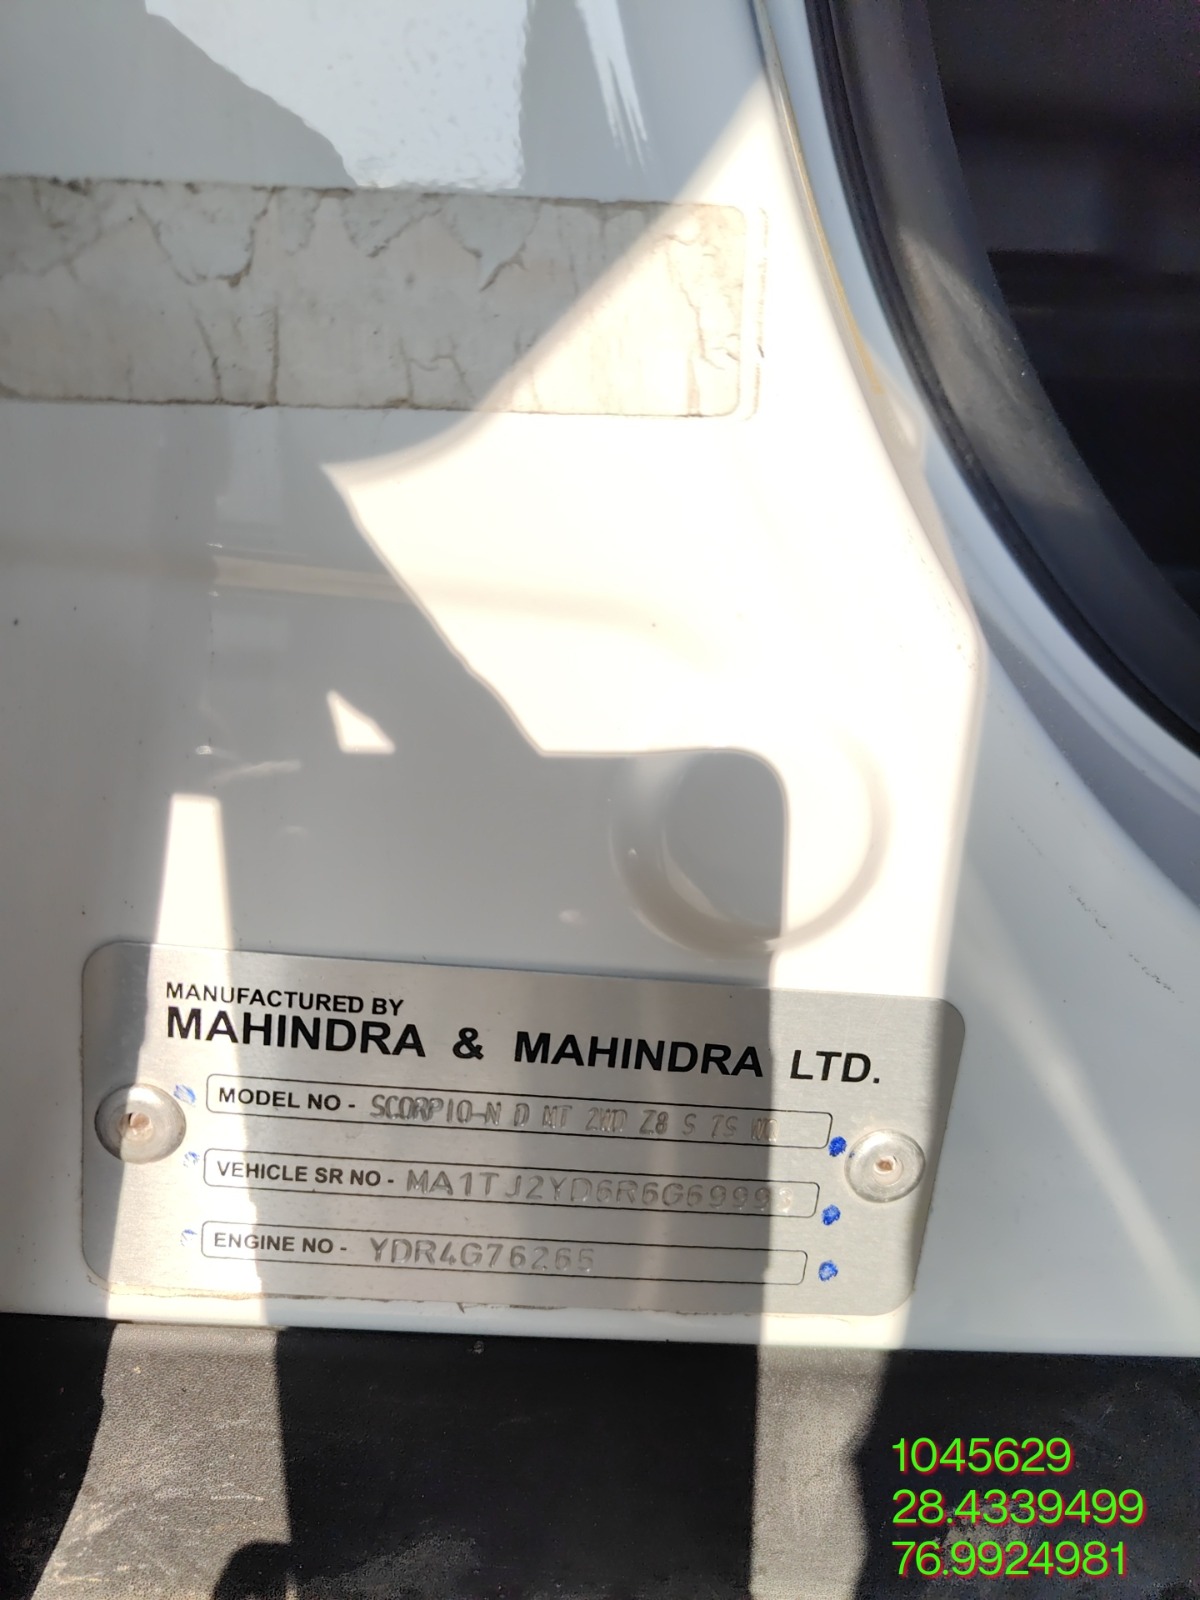 MANUFACTURED BY
MAHINDRA & MAHINDRA LTD.
MODEL NO - SCORPIO-N D MT 2WD Z8 S 7S
VEHICLE SR NO -
ENGINE NO - YDR4G76265
1045629
28.4339499
76.9924981